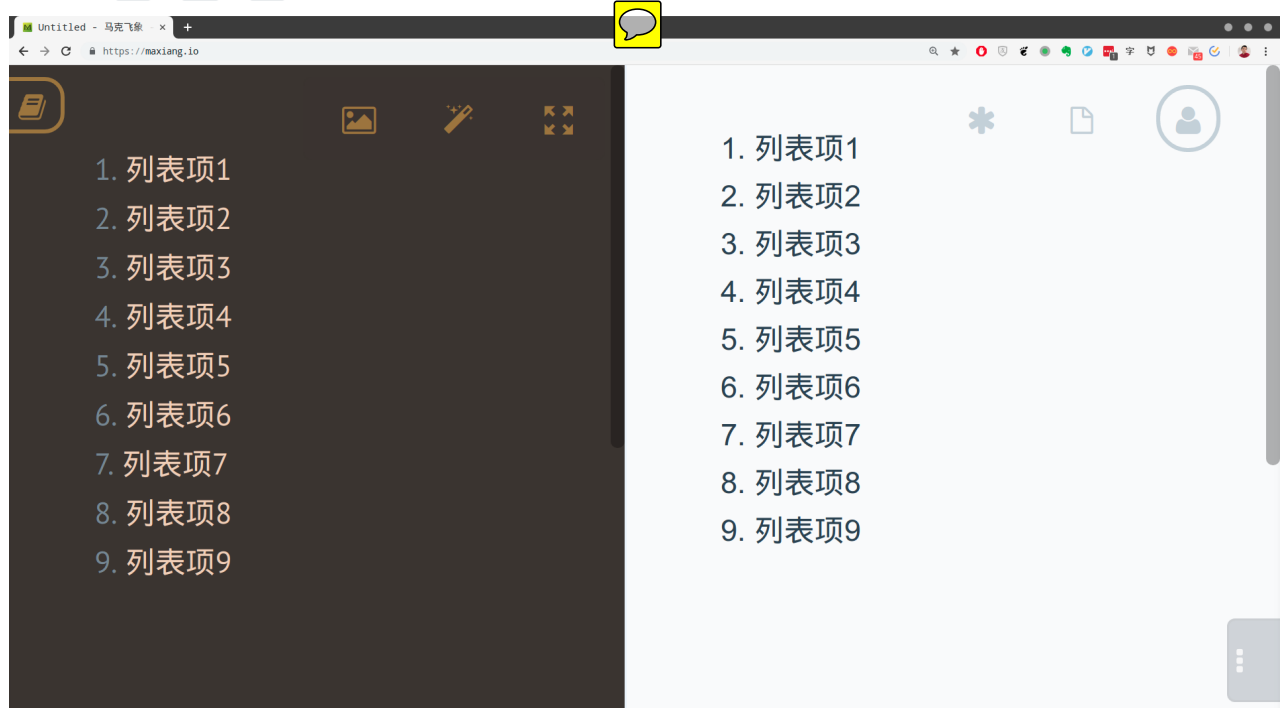 Untitled - 马克飞象
https://maxiang.io
字
1. 列表项1
2. 列表项2
3. 列表项3
4. 列表项4
5. 列表项5
6. 列表项6
7. 列表项7
8. 列表项8
9. 列表项9
1. 列表项1
2. 列表项2
3. 列表项3
4. 列表项4
5. 列表项5
6. 列表项6
7. 列表项7
8. 列表项8
9. 列表项9